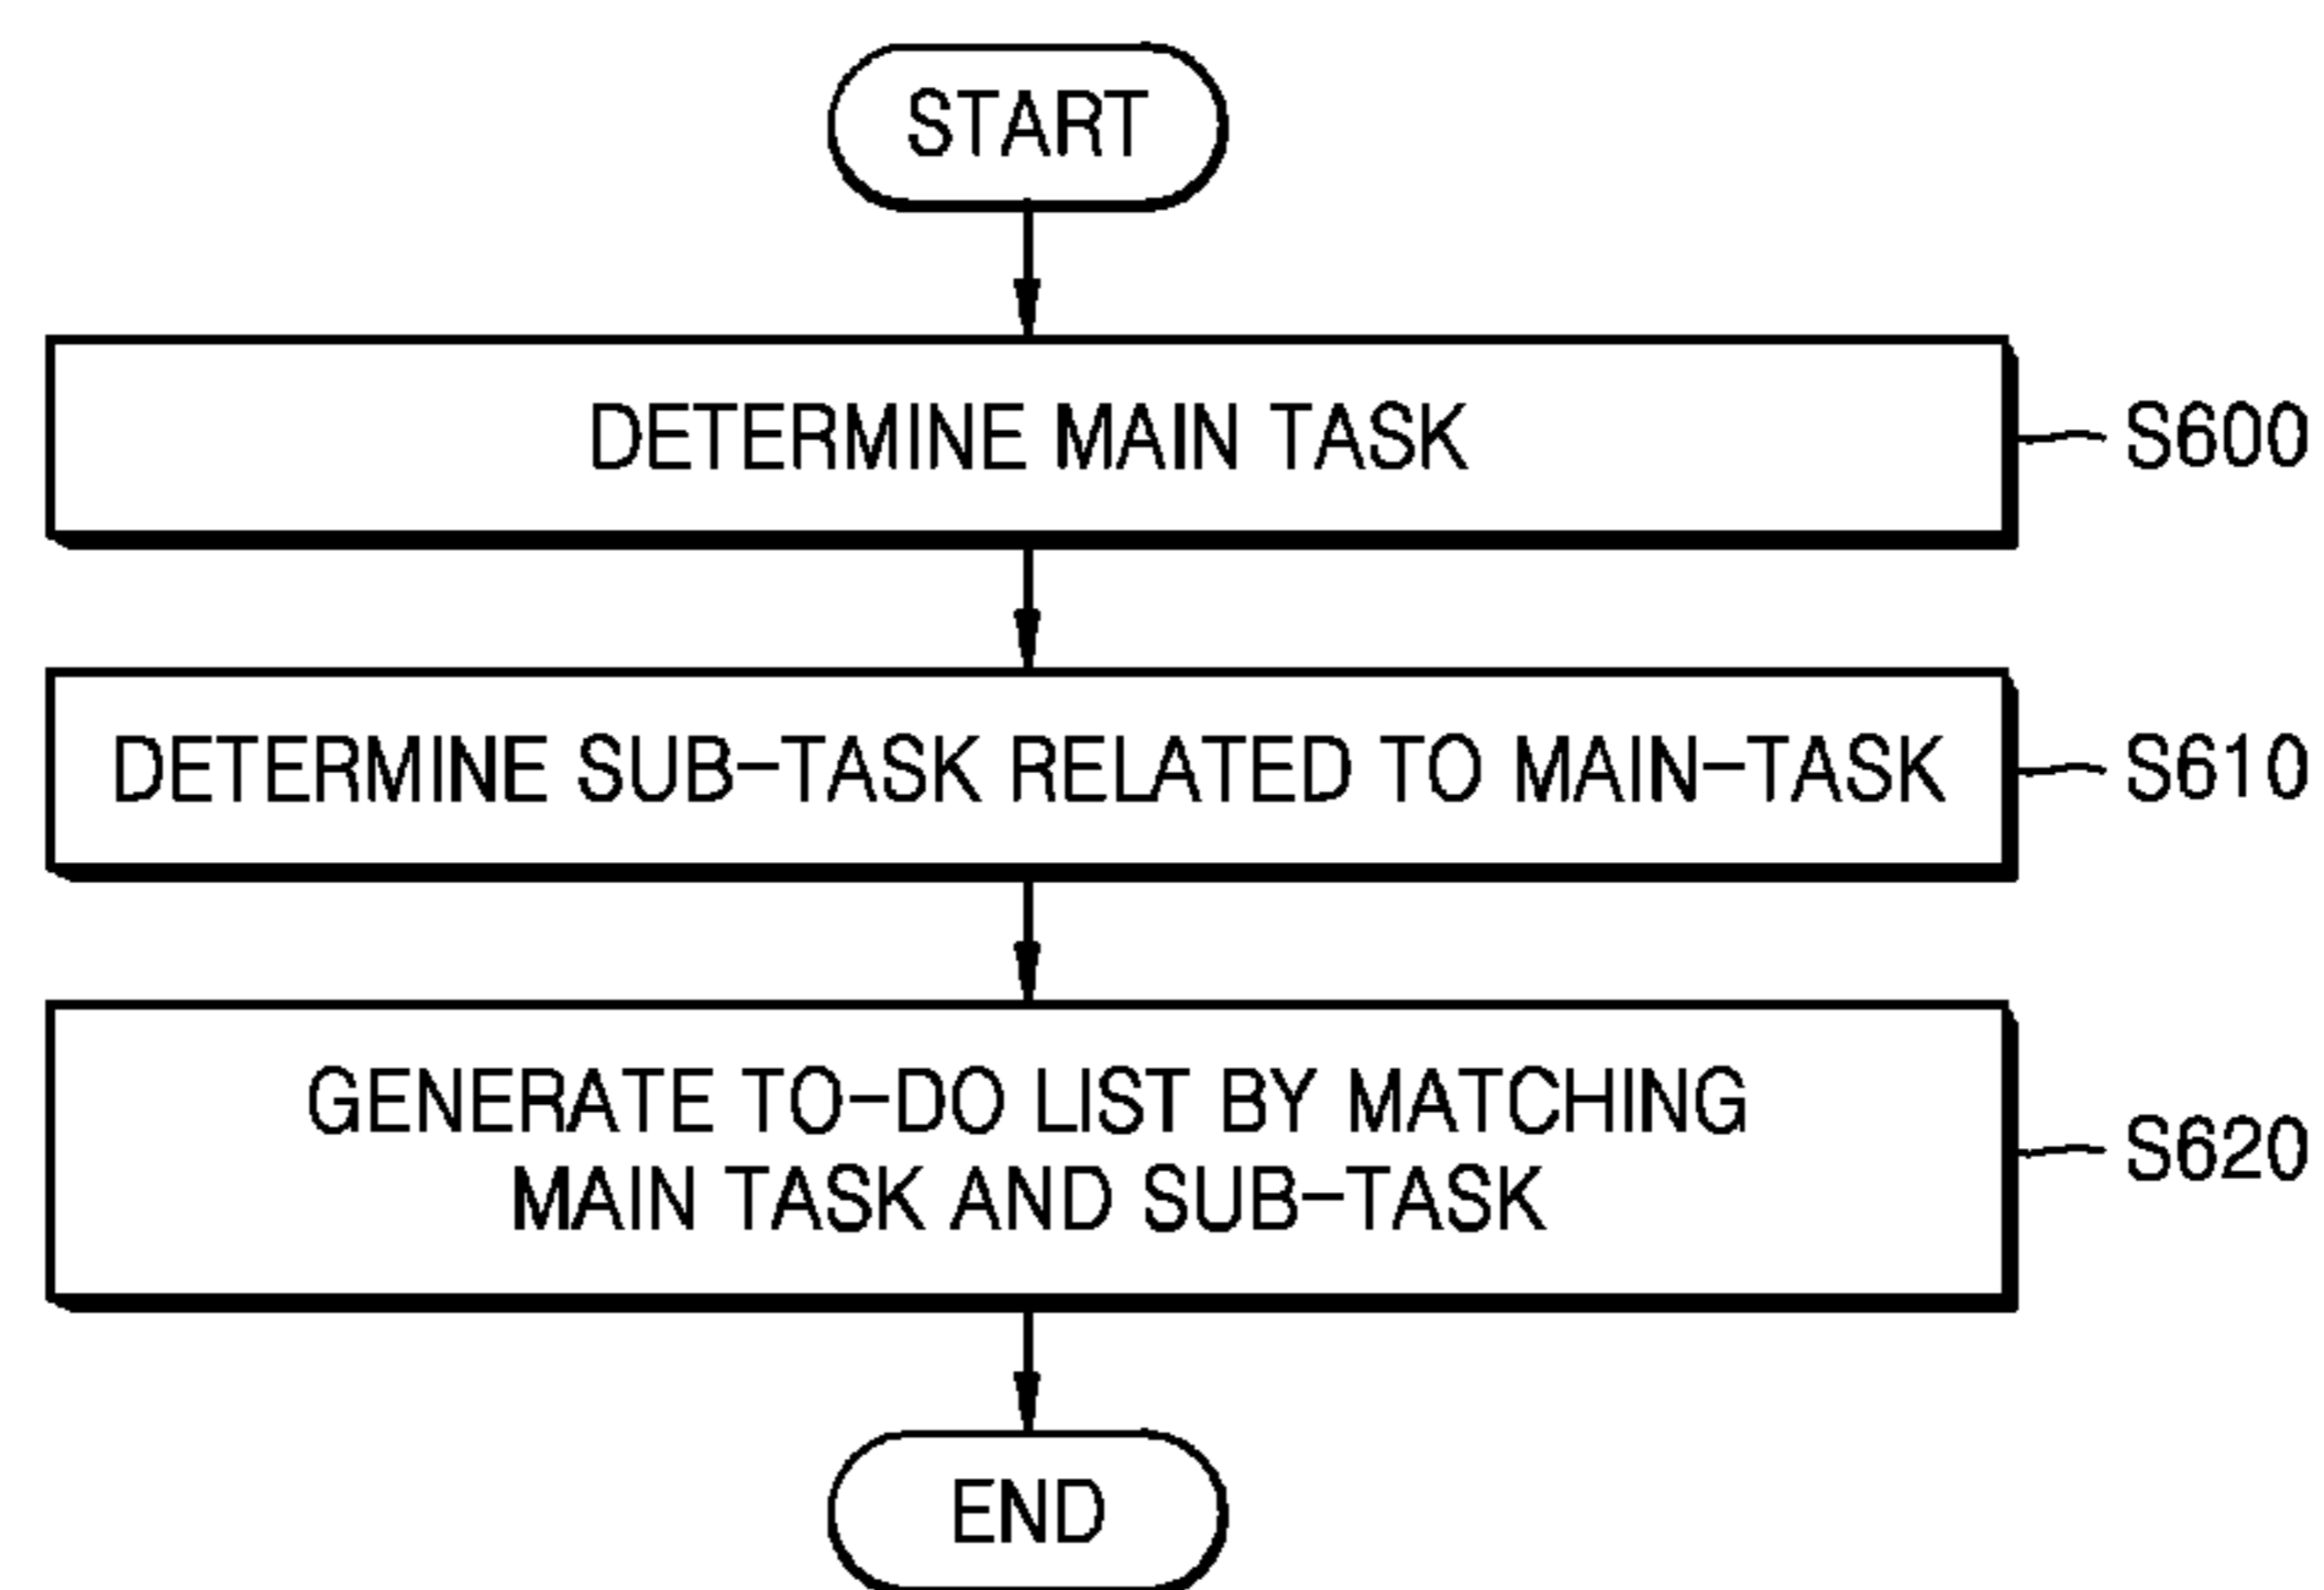 START
DETERMINE MAIN TASK
S600
DETERMINE SUB-TASK RELATED TO MAIN-TASK
S610
GENERATE TO-DO LIST BY MATCHING
MAIN TASK AND SUB-TASK
S620
END